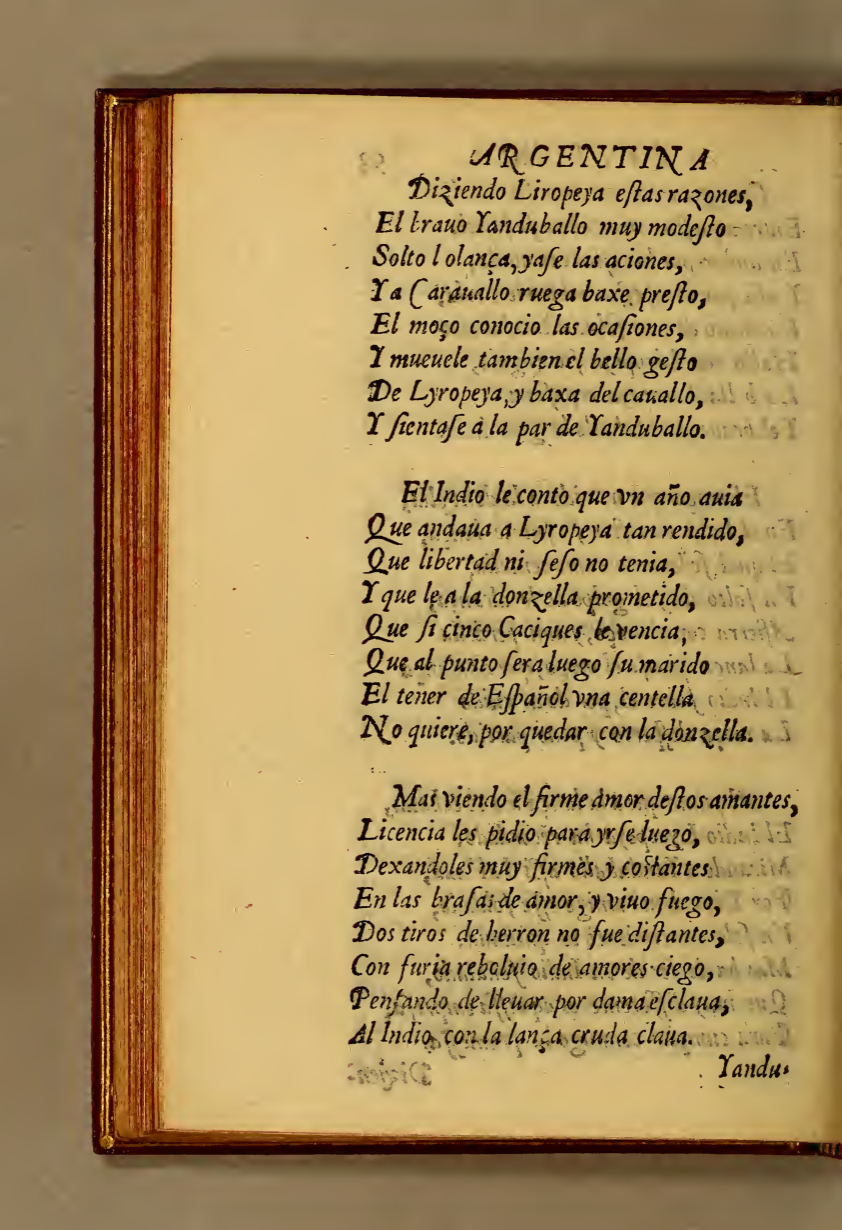 ARGENTINA
Diziendo Liropeya eſtas razones,
El brauo Yanduballo muy modeſto
Solto l olança, yaſe las aciones,
Y a Carauallo ruega baxe preſto,
El moço conocio las ocaſiones,
Y mueuele tambien el bello geſto
De Lyropeya, y baxa del cauallo,
Y ſientaſe à la par de Yanduballo.
El Indio le conto que vn año auia
Que andaua a Lyropeya tan rendido,
Que libertad ni ſeſo no tenia,
Y que le a la donzella prometido,
Que ſi cinco Caciques le vencia,
Que al punto ſera luego ſu marido
El tener de Eſpañol vna centella
No quiere, por quedar con la donzella.
Mas viendo el firme amor deſtos amantes,
Licencia les pidio para yrſe luego,
Dexandoles muy firmes y coſtantes
En las braſas de amor, y viuo fuego,
Dos tiros de herron no fue diſtantes,
Con furia reboluio de amores ciego,
Penſando de lleuar por dama eſclaua,
Al Indio, con la lança cruda claua.
Yandu-